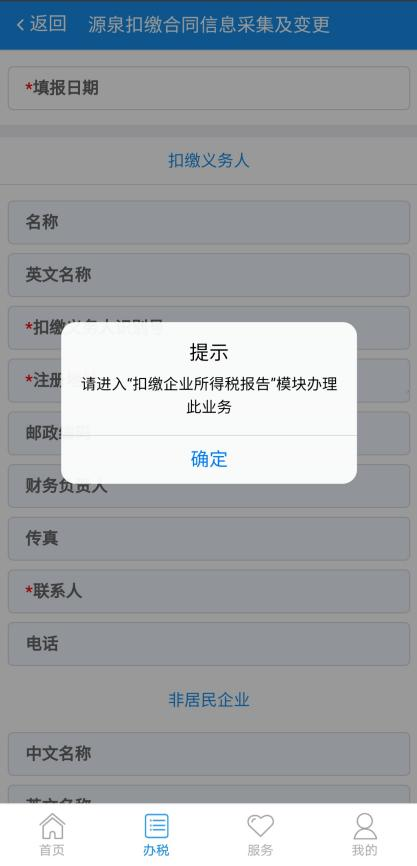 返回 源泉扣缴合同信息采集及变更
*填报日期
扣缴义务人
名称
英文名称
*扣缴义务人识别号
提示
*注册
请进入“扣缴企业所得税报告”模块办理
此业务
邮政编码
确定
财务负责人
传真
*联系人
电话
非居民企业
中文名称
英文名称
首页 办税 服务 我的